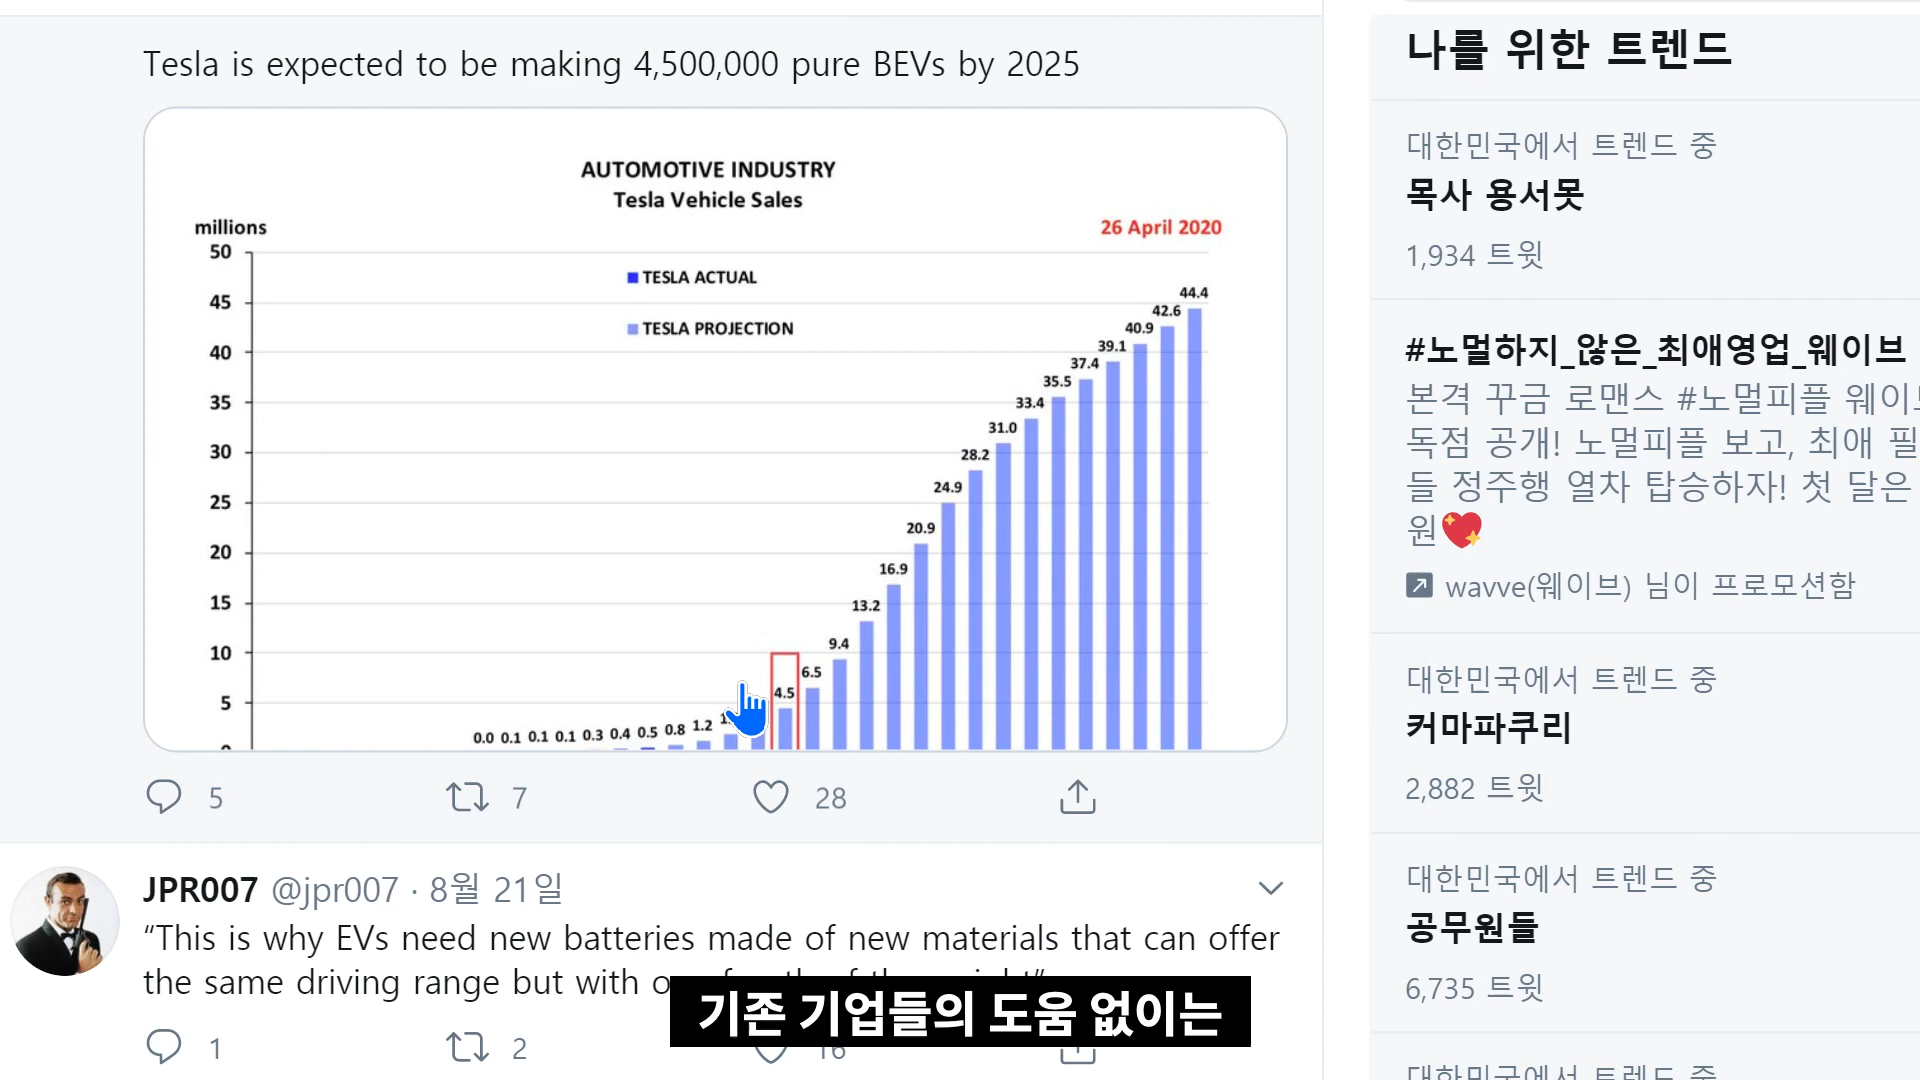 Tesla is expected to be making 4,500,000 pure BEVs by 2025
AUTOMOTIVE INDUSTRY
Tesla Vehicle Sales
millions
26 April 2020
50
45
40
35
30
25
20
15
10
5
TESLA ACTUAL
TESLA PROJECTION
0.0 0.1 0.1 0.1 0.3 0.4 0.5 0.8 1.2
4.5
6.5
9.4
13.2
16.9
20.9
24.9
28.2
31.0
33.4
35.5
37.4
39.1
40.9
42.6
44.4
5 7 28
JPR007 @jpr007 · 8월 21일
“This is why EVs need new batteries made of new materials that can offer
the same driving range but with
기존 기업들의 도움 없이는
1 2 16
나를 위한 트렌드
대한민국에서 트렌드 중
목사 용서못
1,934 트윗
#노멀하지_않은_최애영업_웨이브
본격 꾸금 로맨스 #노멀피플
독점 공개! 노멀피플 보고, 최애 필
들 정주행 열차 탑승하자! 첫 달은
원
wavve(웨이브) 님이 프로모션함
대한민국에서 트렌드 중
커마파쿠리
2,882 트윗
대한민국에서 트렌드 중
공무원들
6,735 트윗
대한민국에서 트렌드 중